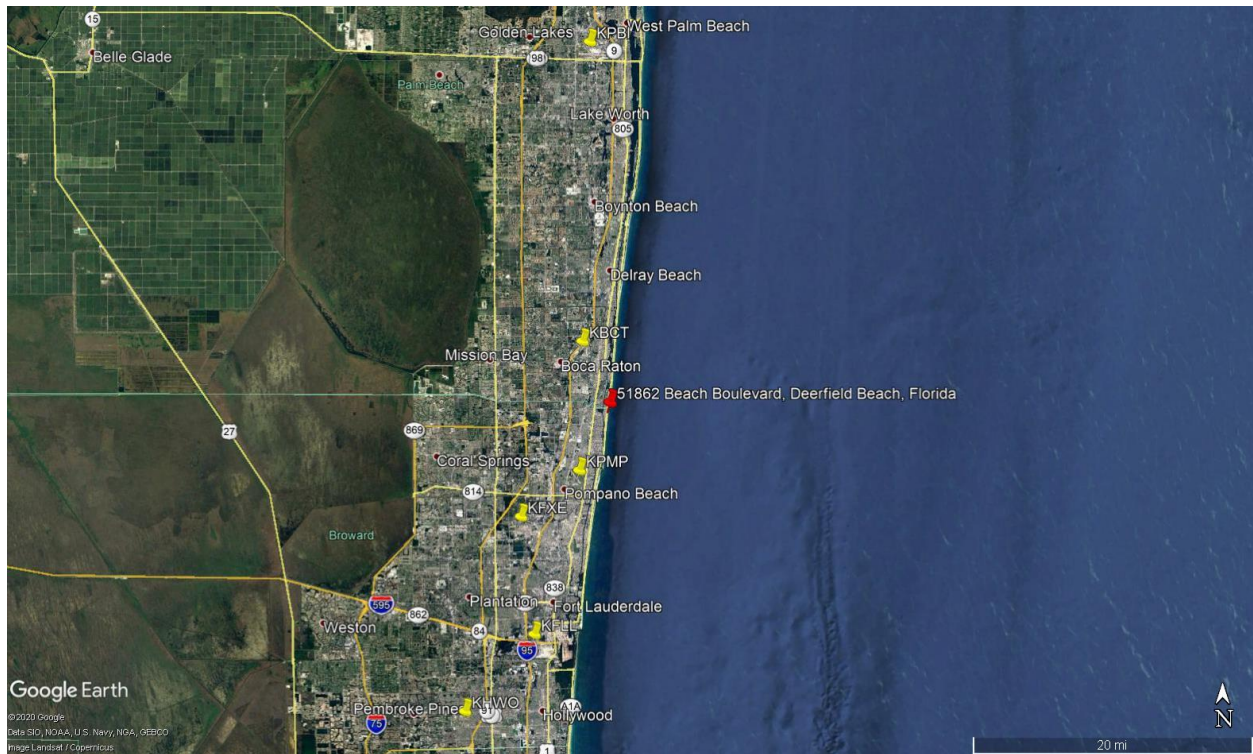 15
Belle Glade
Golden Lakes
KPBI
West Palm Beach
9
98
Palm Beach
Lake Worth
805
Boynton Beach
Delray Beach
KBCT
Mission Bay
Boca Raton
51862 Beach Boulevard, Deerfield Beach, Florida
27
869
Coral Springs
KPMP
814
Pompano Beach
KFXE
Broward
838
595
862
Plantation
Fort Lauderdale
Weston
84
KFLL
95
Pembroke Pine
KHWO
91
Hollywood
A1A
75
1
Google Earth
©2020 Google
Data SIO, NOAA, U.S. Navy, NGA, GEBCO
Image Landsat / Copernicus
N
20 mi